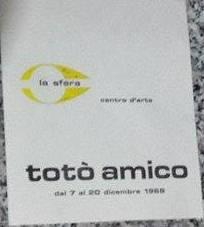 la sfera
centro d'arte
totò amico
dal 7 al 20 dicembre 1968